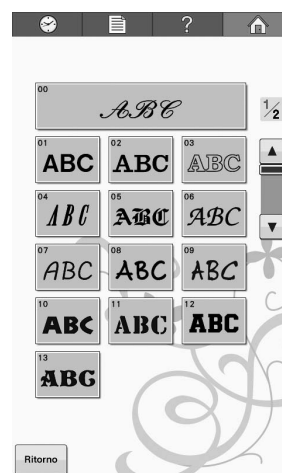 ?
00
ABC
1/2
01 02 03
ABC ABC ABC
04 05 06
ABC ABC ABC
07 08 09
ABC ABC ABC
10 11 12
ABC ABC ABC
13
ABC
Ritorno